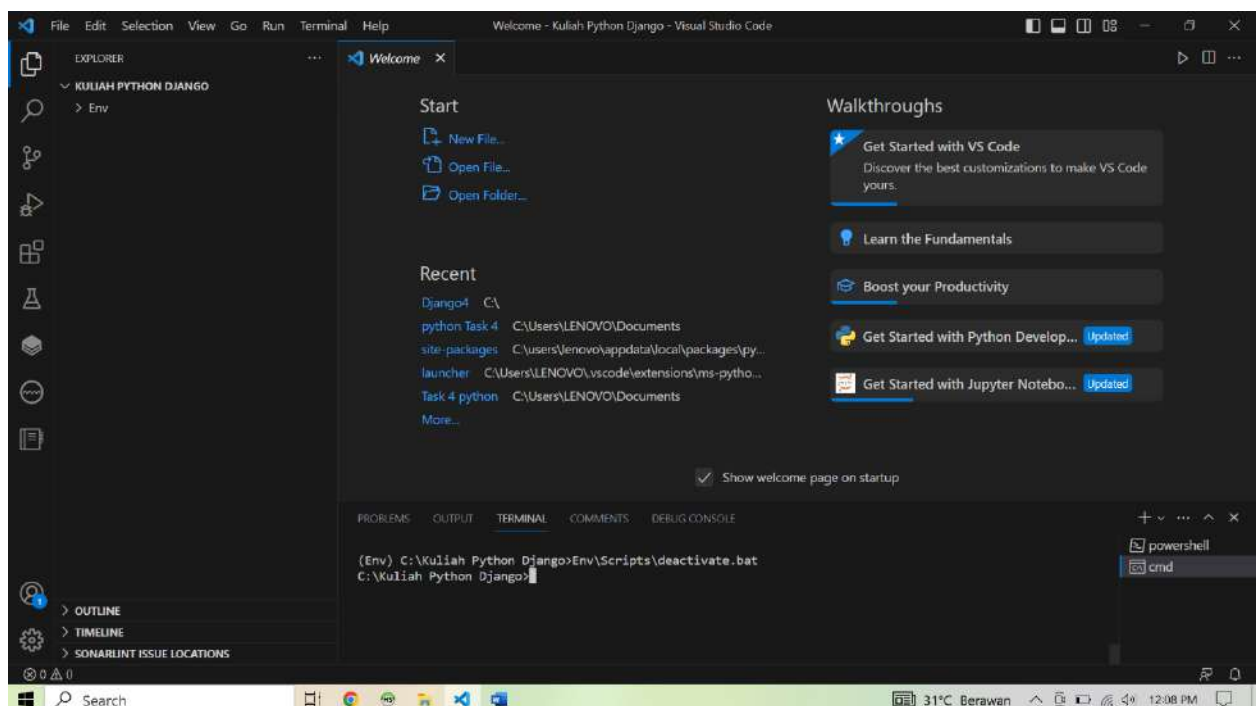 File Edit Selection View Go Run Terminal Help
Welcome - Kuliah Python Django - Visual Studio Code
EXPLORER
KULIAH PYTHON DJANGO
Env
OUTLINE
TIMELINE
SONARLINT ISSUE LOCATIONS
Welcome
Start
New File...
Open File...
Open Folder...
Recent
Django4 C:\
python Task 4 C:\Users\LENOVO\Documents
site-packages C:\users\lenovo\appdata\local\packages\py...
launcher C:\Users\LENOVO\.vscode\extensions\ms-pytho...
Task 4 python C:\Users\LENOVO\Documents
More...
Walkthroughs
Get Started with VS Code
Discover the best customizations to make VS Code
yours.
Learn the Fundamentals
Boost your Productivity
Get Started with Python Develop... Updated
Get Started with Jupyter Notebo... Updated
Show welcome page on startup
PROBLEMS OUTPUT TERMINAL COMMENTS DEBUG CONSOLE
(Env) C:\Kuliah Python Django>Env\Scripts\deactivate.bat
C:\Kuliah Python Django>
powershell
cmd
1
0 0
Search
31°C Berawan 12:08 PM